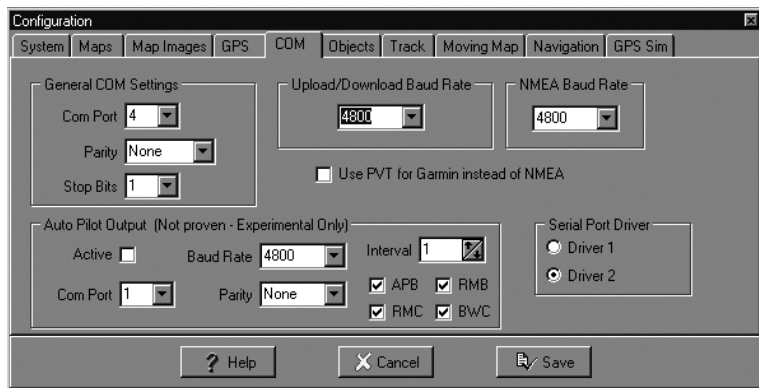 Configuration
System Maps Map Images GPS COM Objects Track Moving Map Navigation GPS Sim
General COM Settings
Com Port 4
Parity None
Stop Bits 1
Upload/Download Baud Rate
4800
NMEA Baud Rate
4800
Use PVT for Garmin instead of NMEA
Auto Pilot Output (Not proven - Experimental Only)
Active Baud Rate 4800 Interval 1
Com Port 1 Parity None APB RMB
RMC BWC
Serial Port Driver
Driver 1
Driver 2
? Help Cancel Save